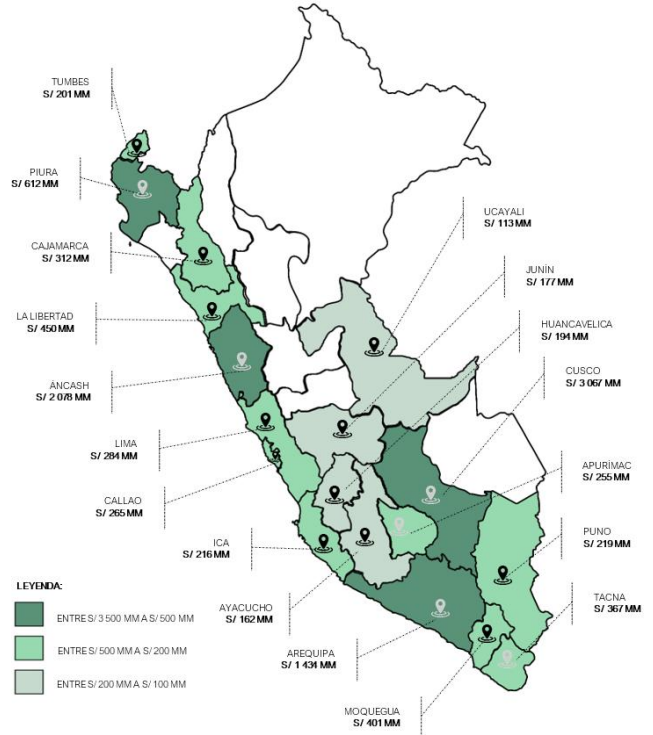 TUMBES
S/ 201 MM
PIURA
S/ 612 MM
CAJAMARCA
S/ 312 MM
LA LIBERTAD
S/ 450 MM
ÁNCASH
S/ 2 078 MM
LIMA
S/ 284 MM
CALLAO
S/ 265 MM
ICA
S/ 216 MM
AYACUCHO
S/ 162 MM
AREQUIPA
S/ 1 434 MM
MOQUEGUA
S/ 401 MM
UCAYALI
S/ 113 MM
JUNÍN
S/ 177 MM
HUANCAVELICA
S/ 194 MM
CUSCO
S/ 3 067 MM
APURÍMAC
S/ 255 MM
PUNO
S/ 219 MM
TACNA
S/ 367 MM
LEYENDA:
ENTRE S/ 3 500 MM A S/ 500 MM
ENTRE S/ 500 MM A S/ 200 MM
ENTRE S/ 200 MM A S/ 100 MM